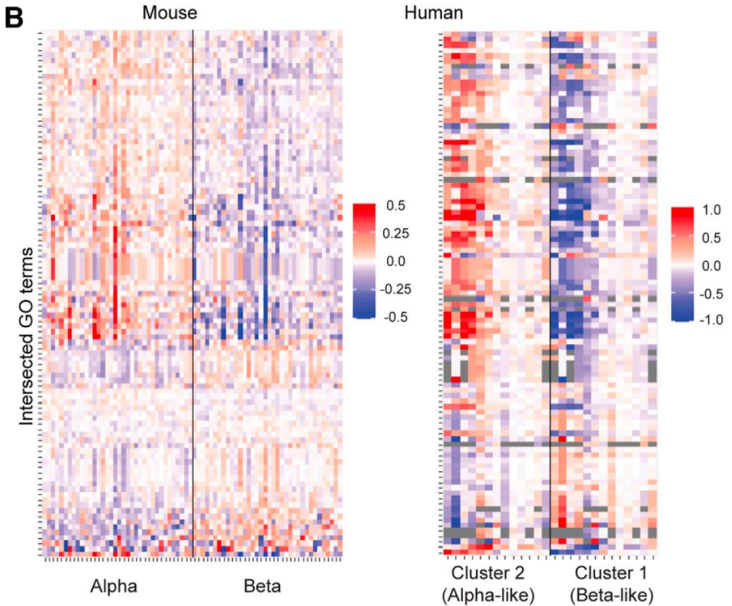 B
Mouse
Human
Intersected GO terms
0.5
0.25
0.0
-0.25
-0.5
1.0
0.5
0.0
-0.5
-1.0
Alpha
Beta
Cluster 2
(Alpha-like)
Cluster 1
(Beta-like)